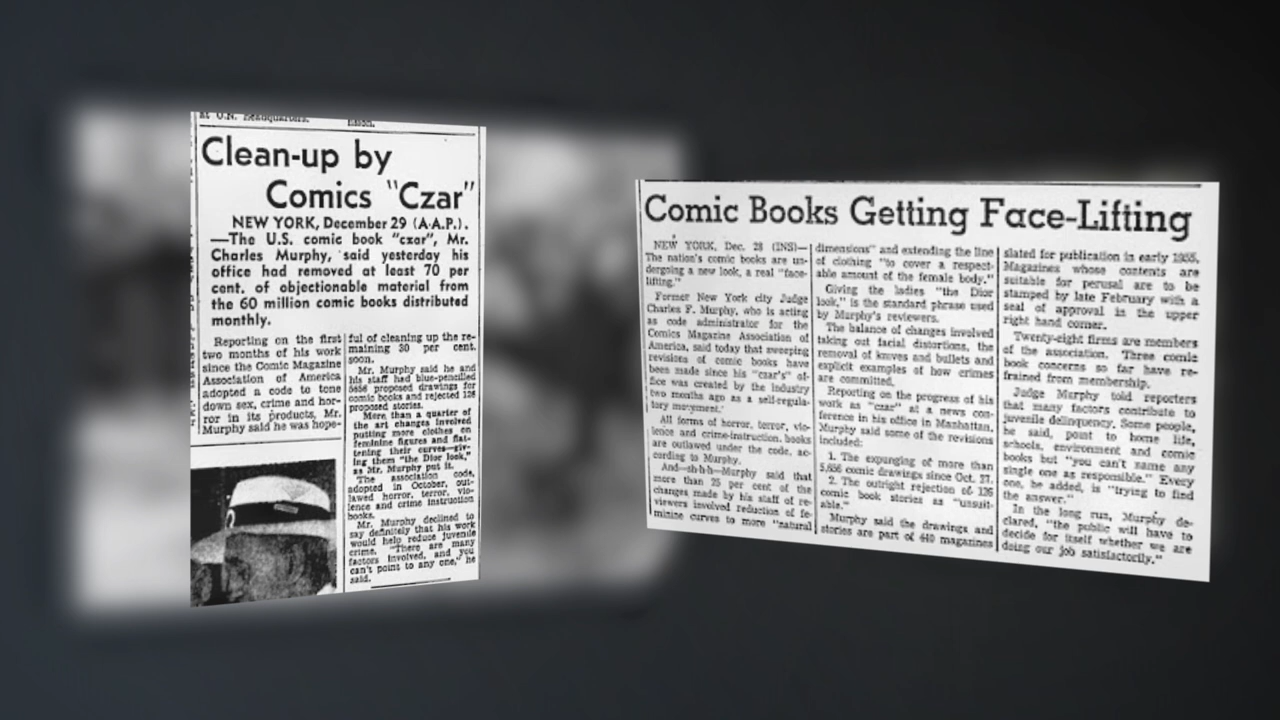 at U.N. Headquarters.
Clean-up by
Comics "Czar"
NEW YORK, December 29 (A.A.P.).
—The U.S. comic book "czar", Mr.
Charles Murphy, said yesterday his
office had removed at least 70 per
cent. of objectionable material from
the 60 million comic books distributed
monthly.
Reporting on the first
two months of his work
since the Comic Magazine
Association of America
adopted a code to tone
down sex, crime and hor-
ror in its products, Mr.
Murphy said he was hope-
ful of cleaning up the re-
maining 30 per cent.
soon.
Mr. Murphy said he and
his staff had blue-pencilled
5656 proposed drawings for
comic books and rejected 126
proposed stories.
More than a quarter of
the art changes involved
putting more clothes on
feminine figures and flat-
tening their curves—giv-
ing them "the Dior look,"
as Mr. Murphy put it.
The association code,
adopted in October, out-
lawed horror, terror, vio-
lence and crime instruction
books.
Mr. Murphy declined to
say definitely that his work
would help reduce juvenile
crime. "There are many
factors involved, and you
can't point to any one," he
said.
Comic Books Getting Face-Lifting
NEW YORK, Dec. 28 (INS)—
The nation's comic books are un-
dergoing a new look, a real "face-
lifting."
Former New York city Judge
Charles F. Murphy, who is acting
as code administrator for the
Comics Magazine Association of
America, said today that sweeping
revisions of comic books have
been made since his "czar's" of-
fice was created by the industry
two months ago as a self-regula-
tory movement.
All forms of horror, terror, vio-
lence and crime-instruction, books
are outlawed under the code, ac-
cording to Murphy.
And—sh-h-h—Murphy said that
more than 25 per cent of the
changes made by his staff of re-
viewers involved reduction of fe-
minine curves to more "natural
dimensions" and extending the line
of clothing "to cover a respect-
able amount of the female body."
Giving the ladies "the Dior
look," is the standard phrase used
by Murphy's reviewers.
The balance of changes involved
taking out facial distortions, the
removal of knives and bullets and
explicit examples of how crimes
are committed.
Reporting on the progress of his
work as "czar" at a news con-
ference in his office in Manhattan,
Murphy said some of the revisions
included:
1. The expunging of more than
5,656 comic drawings since Oct. 27.
2. The outright rejection of 126
comic book stories as "unsuit-
able."
Murphy said the drawings and
stories are part of 440 magazines
slated for publication in early 1955.
Magazines whose contents are
suitable for perusal are to be
stamped by late February with a
seal of approval in the upper
right hand corner.
Twenty-eight firms are members
of the association. Three comic
book concerns so far have re-
frained from membership.
Judge Murphy told reporters
that many factors contribute to
juvenile delinquency. Some people,
he said, point to home life,
schools, environment and comic
books but "you can't name any
single one as responsible." Every
one, he added, is "trying to find
the answer."
In the long run, Murphy de-
clared, "the public will have to
decide for itself whether we are
doing our job satisfactorily."